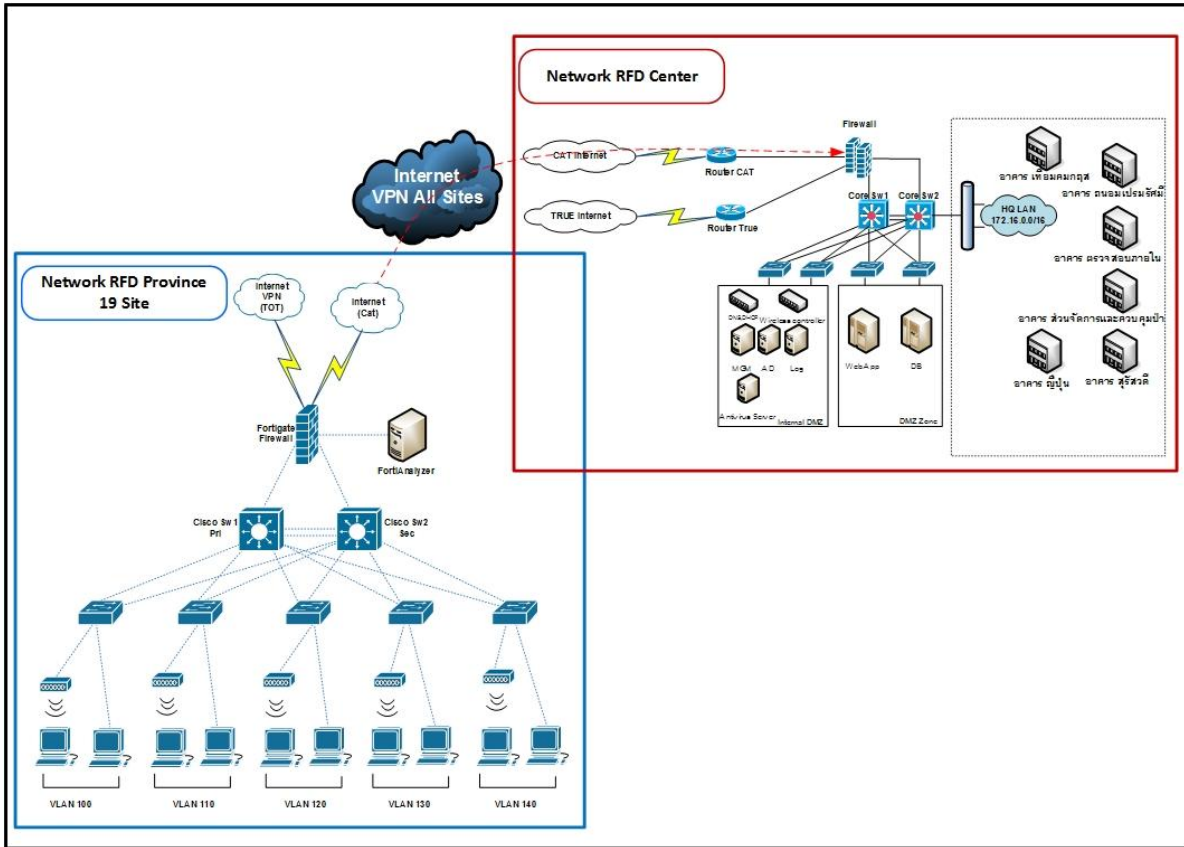 Network RFD Center
Internet
VPN All Sites
CAT Internet
Router CAT
TRUE Internet
Router True
Firewall
Core Sw1
Core Sw2
HQ LAN
172.16.0.0/16
อาคาร เทียมคมกฤส
อาคาร ถนอมเปรมรัศมี
อาคาร ตรวจสอบภายใน
อาคาร ส่วนจัดการและควบคุมป่า
อาคาร ญี่ปุ่น
อาคาร สุรัสวดี
Wireless controller
MGM
AD
Log
Antivirus Server
Internal DMZ
WebApp
DB
DMZ Zone
Network RFD Province
19 Site
Internet
VPN
(TOT)
Internet
(Cat)
Fortigate
Firewall
FortiAnalyzer
Cisco Sw1
Pri
Cisco Sw2
Sec
VLAN 100
VLAN 110
VLAN 120
VLAN 130
VLAN 140